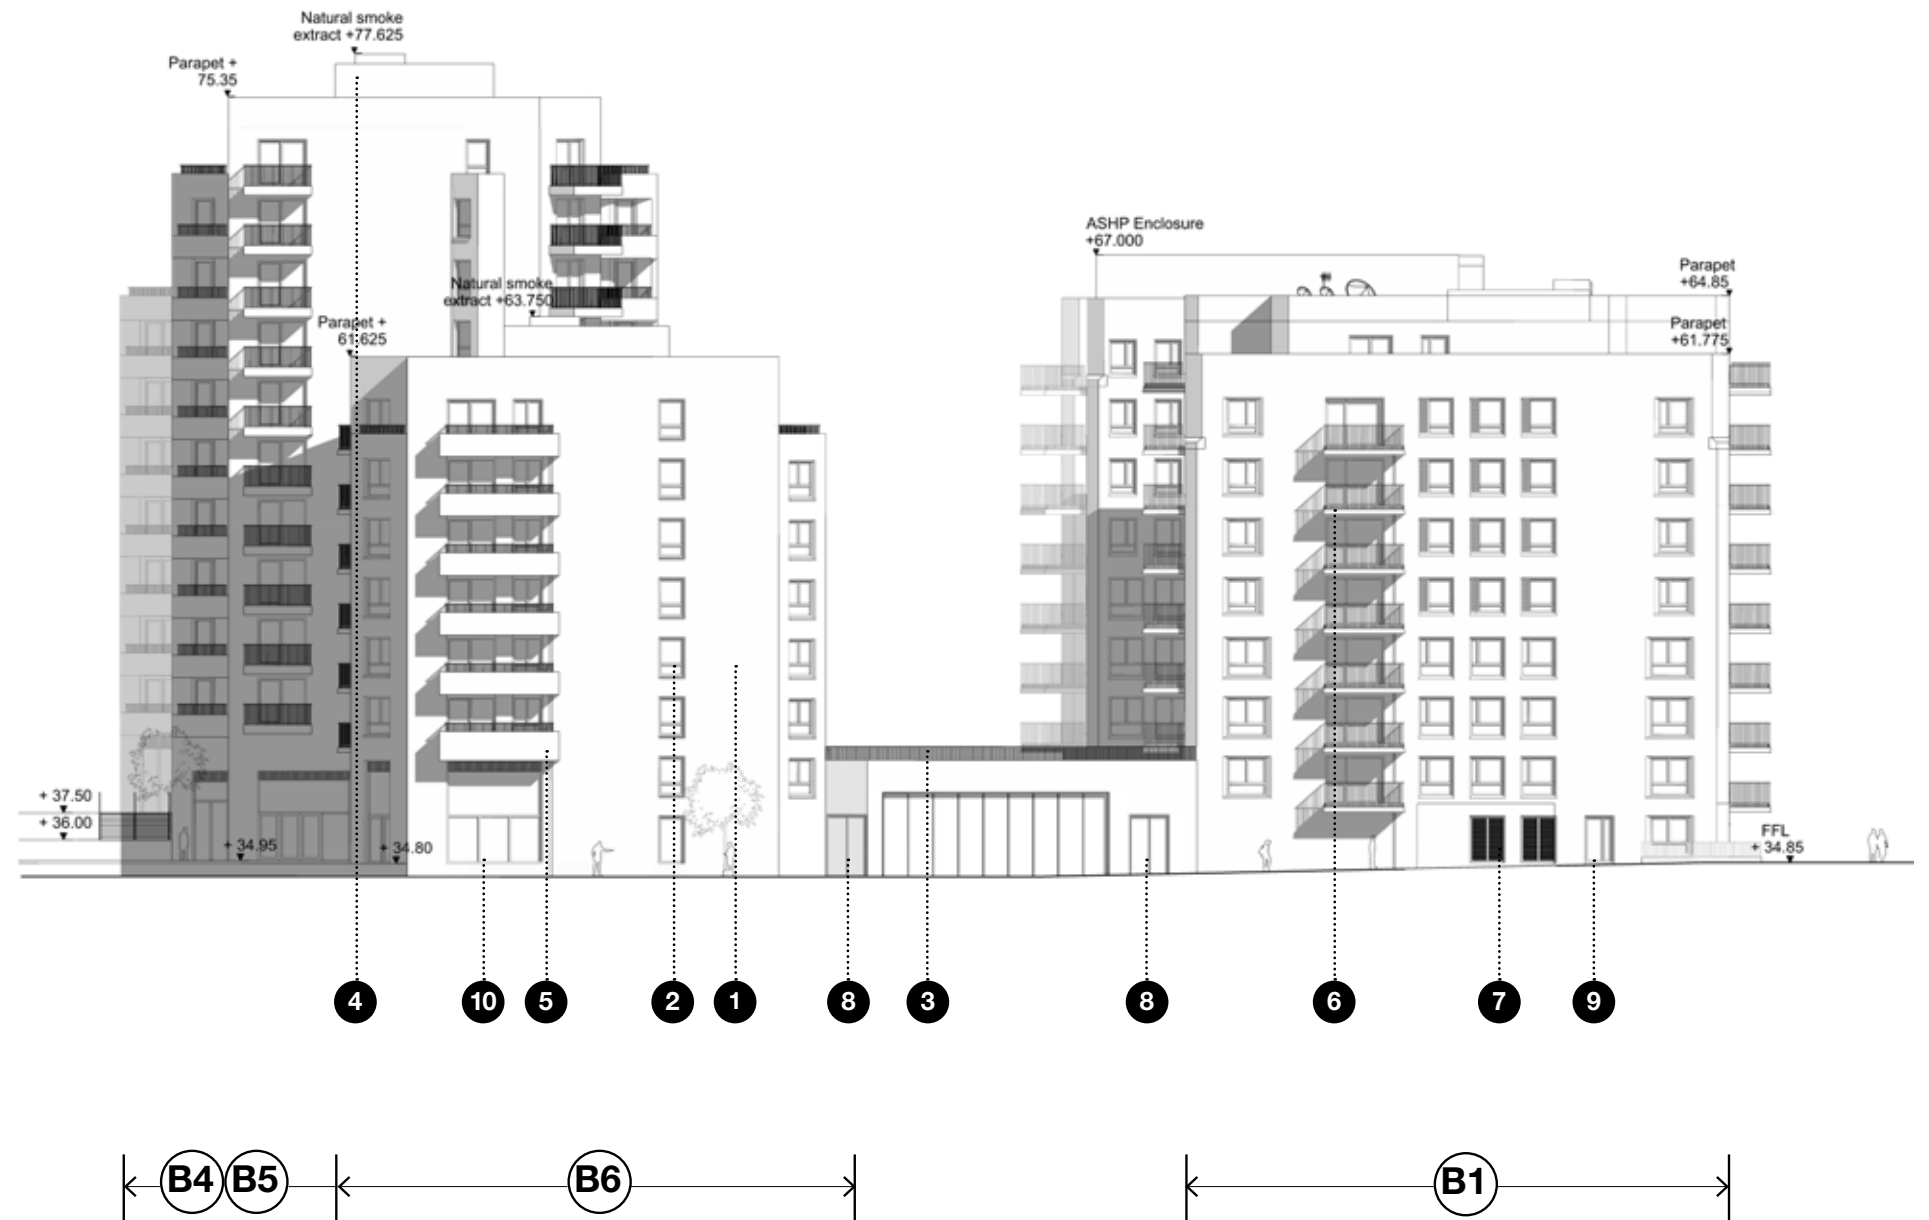 Natural smoke
extract +77.625
Parapet +
75.35
ASHP Enclosure
+67.000
Parapet
+64.85
Natural smoke
extract +63.750
Parapet +
61.625
Parapet
+61.775
+ 37.50
+ 36.00
+ 34.95
+ 34.80
FFL
+ 34.85
4 10 5 2 1 8 3 8 6 7 9
B4 B5 B6 B1